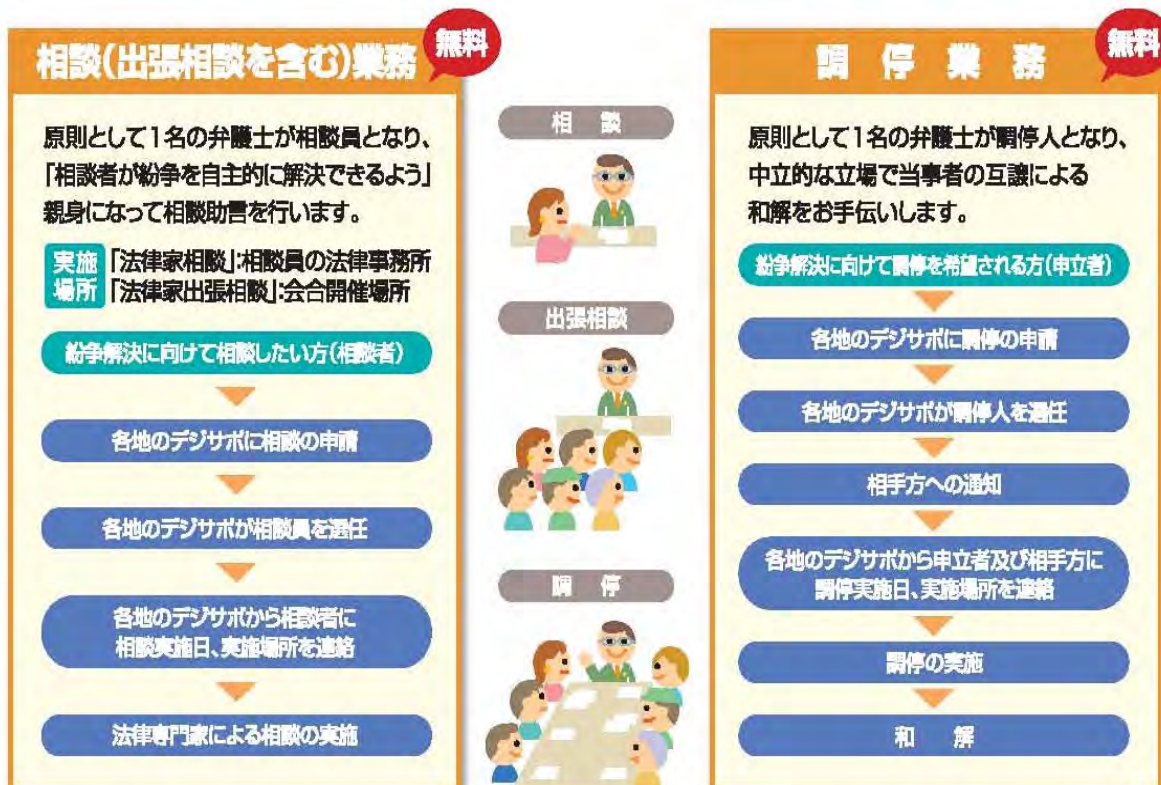 相談(出張相談を含む)業務
無料
原則として1名の弁護士が相談員となり、
「相談者が紛争を自主的に解決できるよう」
親身になって相談助言を行います。
実施
場所
「法律家相談」:相談員の法律事務所
「法律家出張相談」:会合開催場所
紛争解決に向けて相談したい方(相談者)
各地のデジサポに相談の申請
各地のデジサポが相談員を選任
各地のデジサポから相談者に
相談実施日、実施場所を連絡
法律専門家による相談の実施
相 談
出張相談
調 停
調 停 業 務
無料
原則として1名の弁護士が調停人となり、
中立的な立場で当事者の互譲による
和解をお手伝いします。
紛争解決に向けて調停を希望される方(申立者)
各地のデジサポに調停の申請
各地のデジサポが調停人を選任
相手方への通知
各地のデジサポから申立者及び相手方に
調停実施日、実施場所を連絡
調停の実施
和 解